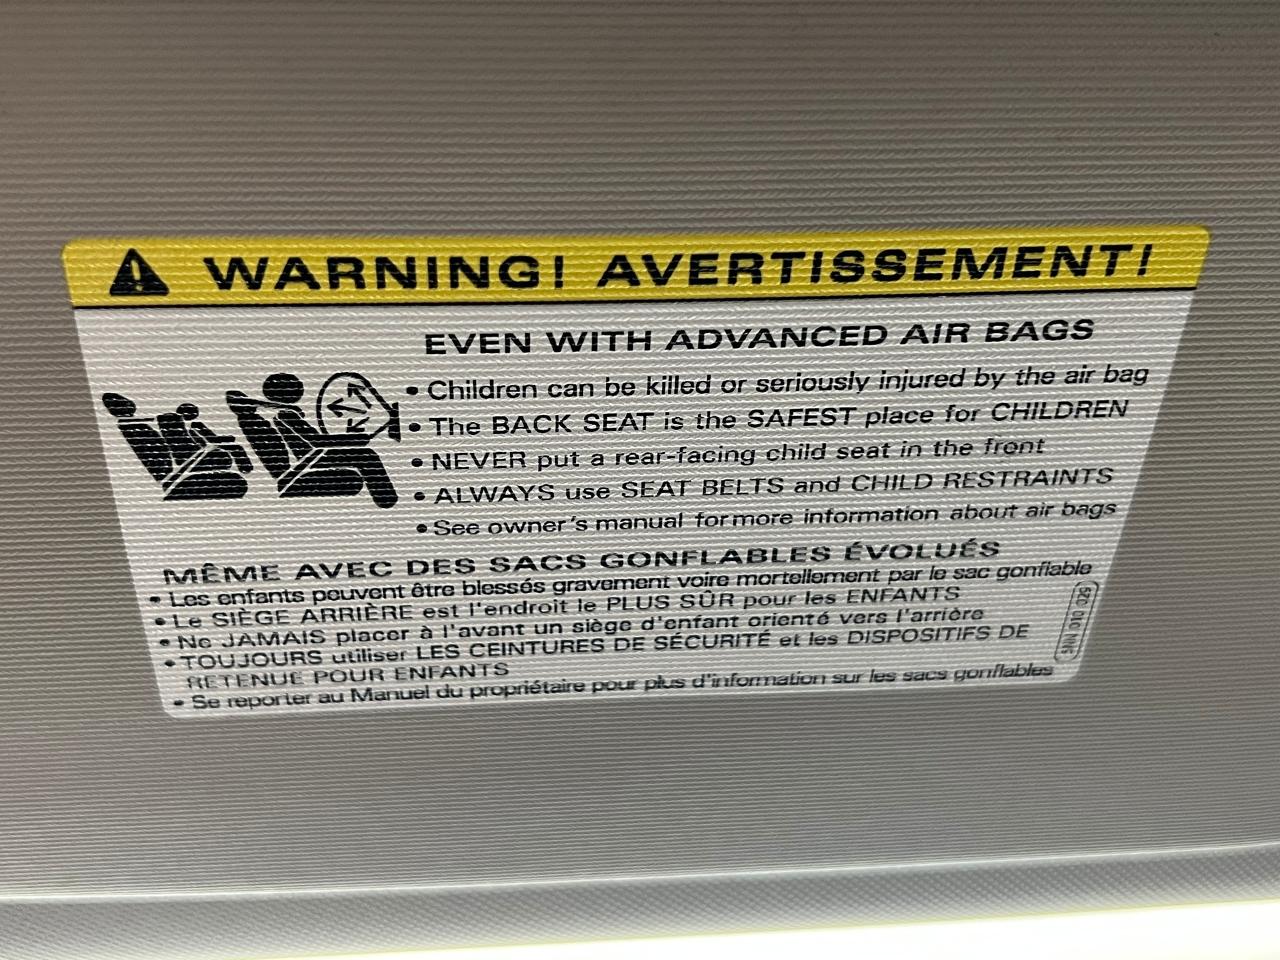 WARNING! AVERTISSEMENT!
EVEN WITH ADVANCED AIR BAGS
• Children can be killed or seriously injured by the air bag
• The BACK SEAT is the SAFEST place for CHILDREN
• NEVER put a rear-facing child seat in the front
• ALWAYS use SEAT BELTS and CHILD RESTRAINTS
• See owner's manual for more information about air bags
MÊME AVEC DES SACS GONFLABLES ÉVOLUÉS
• Les enfants peuvent être blessés gravement voire mortellement par le sac gonflable
• Le SIÈGE ARRIÈRE est l'endroit le PLUS SÛR pour les ENFANTS
• Ne JAMAIS placer à l'avant un siège d'enfant orienté vers l'arrière
• TOUJOURS utiliser LES CEINTURES DE SÉCURITÉ et les DISPOSITIFS DE
RETENUE POUR ENFANTS
• Se reporter au Manuel du propriétaire pour plus d'information sur les sacs gonflables